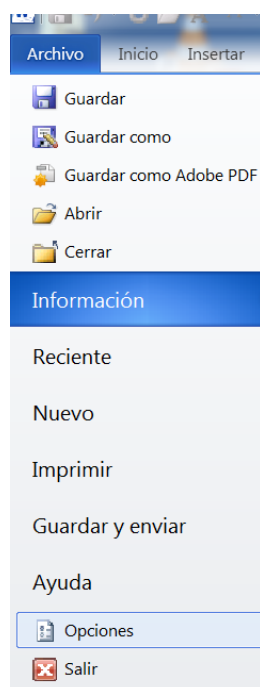 Archivo Inicio Insertar
Guardar
Guardar como
Guardar como Adobe PDF
Abrir
Cerrar
Información
Reciente
Nuevo
Imprimir
Guardar y enviar
Ayuda
Opciones
Salir